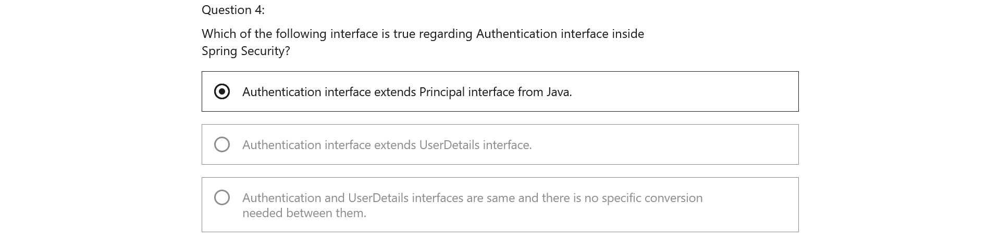 Question 4:
Which of the following interface is true regarding Authentication interface inside
Spring Security?
Authentication interface extends Principal interface from Java.
Authentication interface extends UserDetails interface.
Authentication and UserDetails interfaces are same and there is no specific conversion
needed between them.